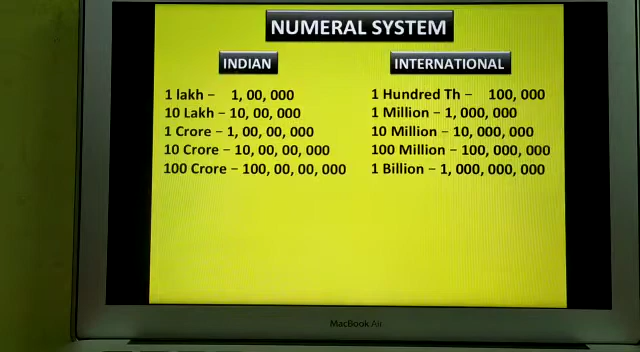 NUMERAL SYSTEM
INDIAN
INTERNATIONAL
1 lakh – 1, 00, 000
1 Hundred Th – 100, 000
10 Lakh – 10, 00, 000
1 Million – 1, 000, 000
1 Crore – 1, 00, 00, 000
10 Million – 10, 000, 000
10 Crore – 10, 00, 00, 000
100 Million – 100, 000, 000
100 Crore – 100, 00, 00, 000
1 Billion – 1, 000, 000, 000
MacBook Air